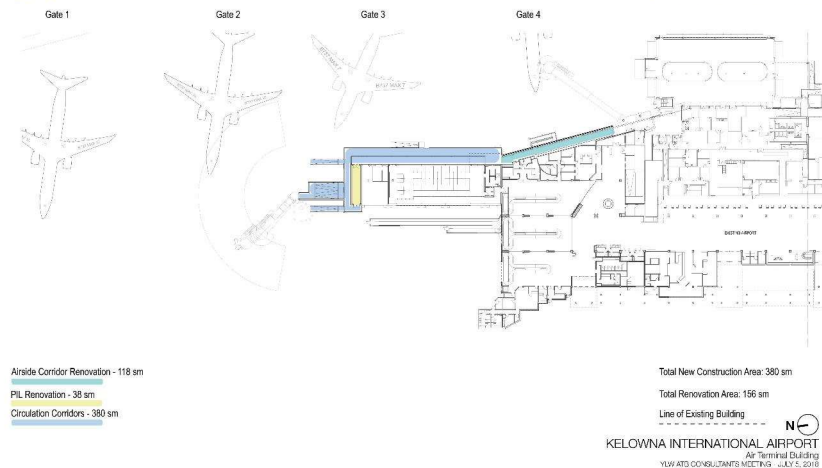 Gate 1
Gate 2
Gate 3
Gate 4
Airside Corridor Renovation - 118 sm
PIL Renovation - 38 sm
Circulation Corridors - 380 sm
Total New Construction Area: 380 sm
Total Renovation Area: 156 sm
Line of Existing Building
N
KELOWNA INTERNATIONAL AIRPORT
Air Terminal Building
YLW ATB CONSULTANTS MEETING - JULY 5, 2018